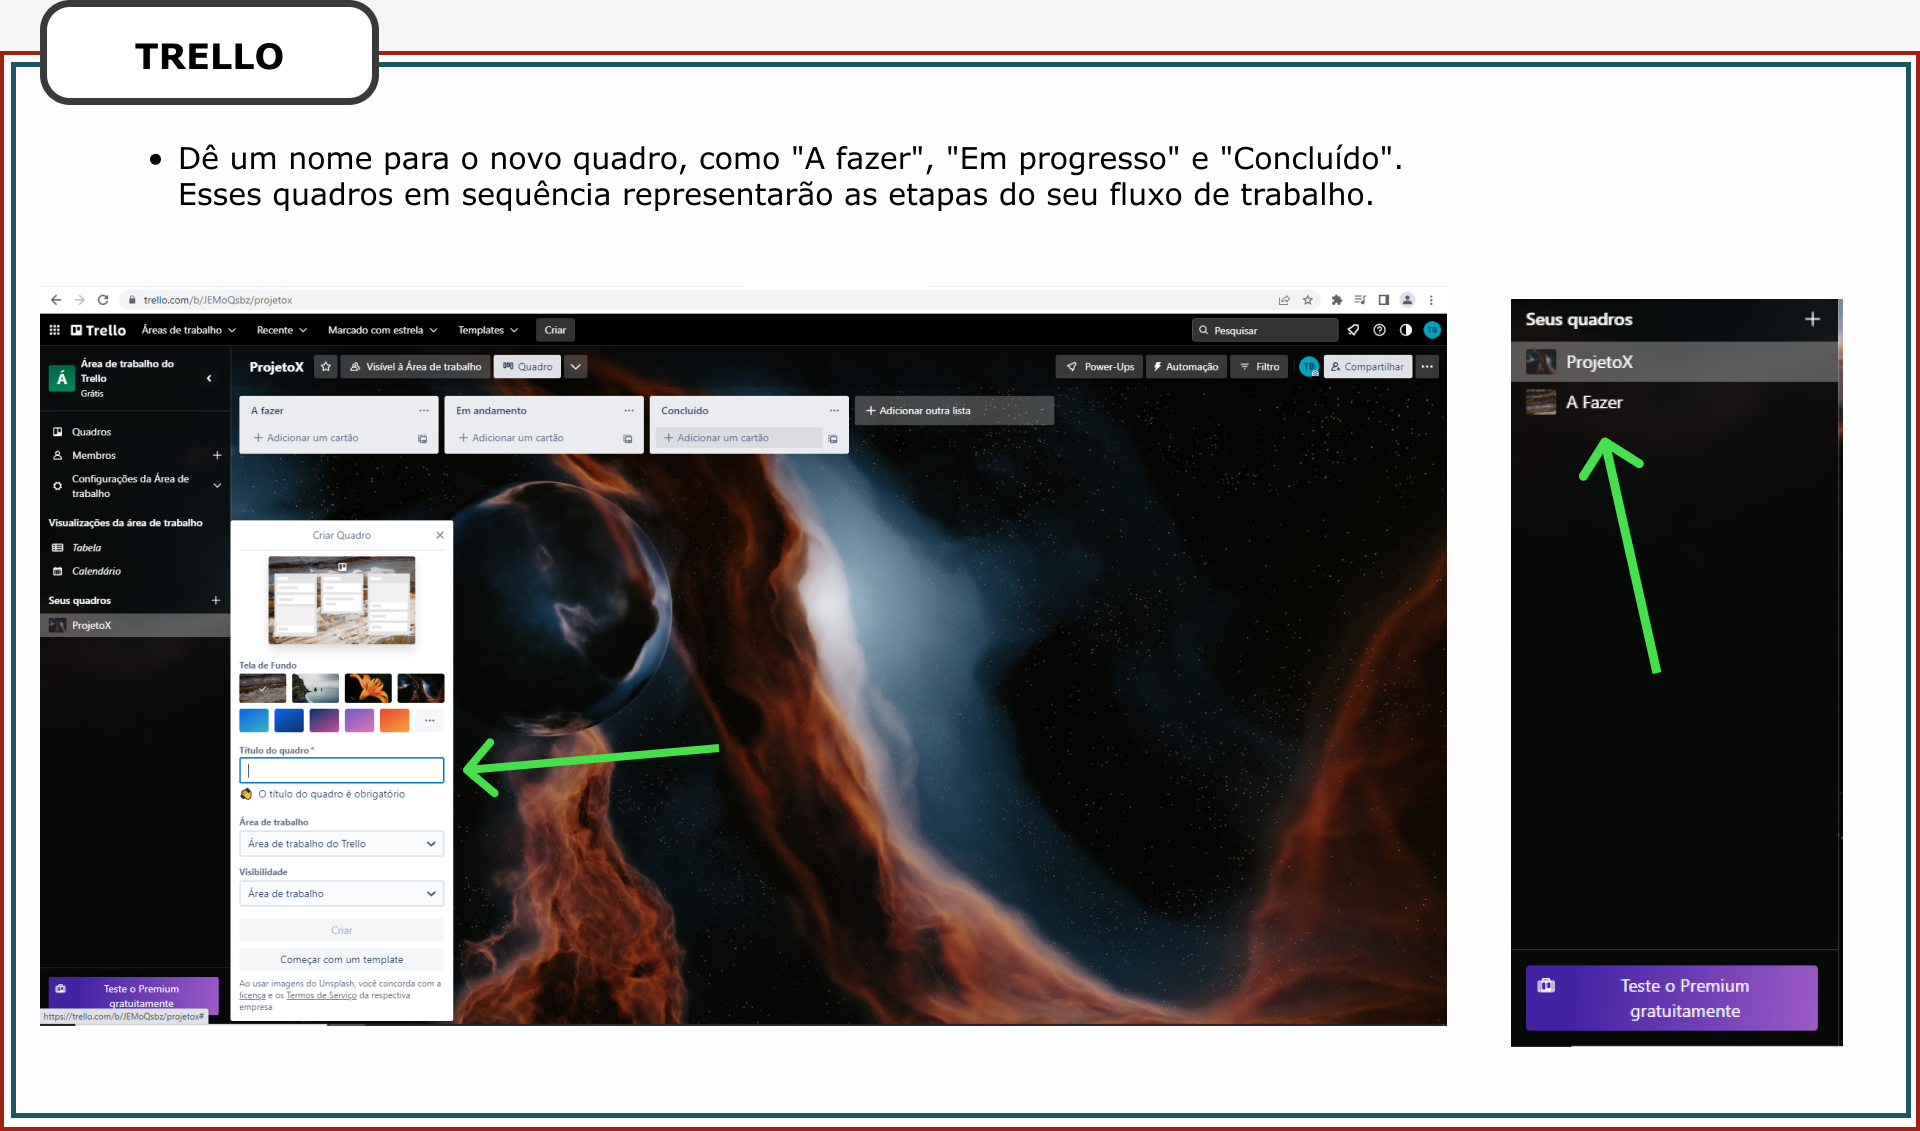 TRELLO
• Dê um nome para o novo quadro, como "A fazer", "Em progresso" e "Concluído".
Esses quadros em sequência representarão as etapas do seu fluxo de trabalho.
trello.com/b/JEMoQsbz/projetox
Trello
Áreas de trabalho
Recente
Marcado com estrela
Templates
Criar
Pesquisar
TB
Á
Área de trabalho do
Trello
Grátis
ProjetoX
Visível à Área de trabalho
Quadro
Power-Ups
Automação
Filtro
TB
Compartilhar
A fazer
+ Adicionar um cartão
Em andamento
+ Adicionar um cartão
Concluído
+ Adicionar um cartão
+ Adicionar outra lista
Quadros
Membros
Configurações da Área de
trabalho
Visualizações da área de trabalho
Tabela
Calendário
Seus quadros
ProjetoX
Teste o Premium
gratuitamente
https://trello.com/b/JEMoQsbz/projetox#
Criar Quadro
Tela de Fundo
Título do quadro*
O título do quadro é obrigatório
Área de trabalho
Área de trabalho do Trello
Visibilidade
Área de trabalho
Criar
Começar com um template
Ao usar imagens do Unsplash, você concorda com a
licença e os Termos de Serviço da respectiva
empresa
Seus quadros
ProjetoX
A Fazer
Teste o Premium
gratuitamente